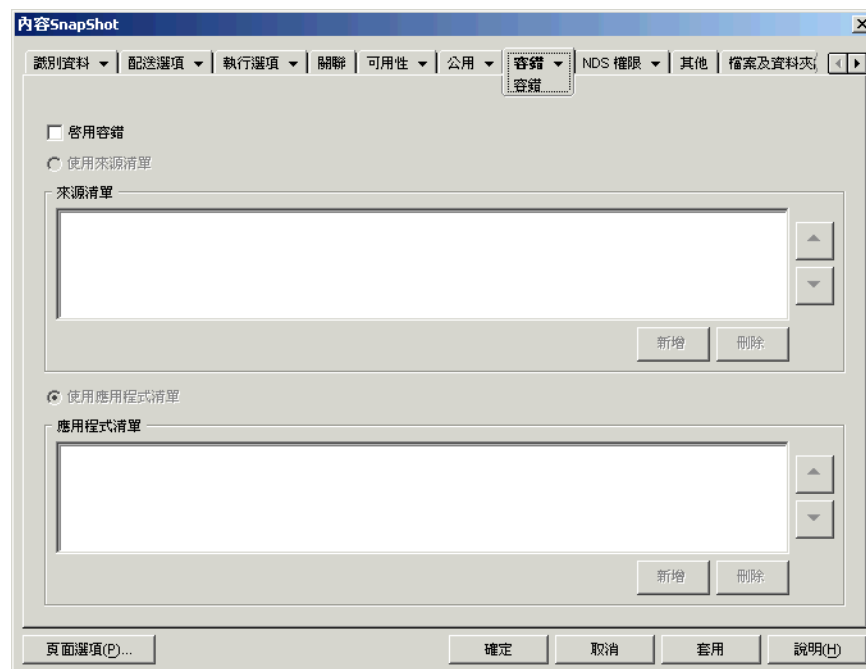 內容SnapShot
識別資料 配送選項 執行選項 關聯 可用性 公用 容錯 NDS 權限 其他 檔案及資料夾
容錯
啓用容錯
使用來源清單
來源清單
新增 刪除
使用應用程式清單
應用程式清單
新增 刪除
頁面選項(P)... 確定 取消 套用 說明(H)